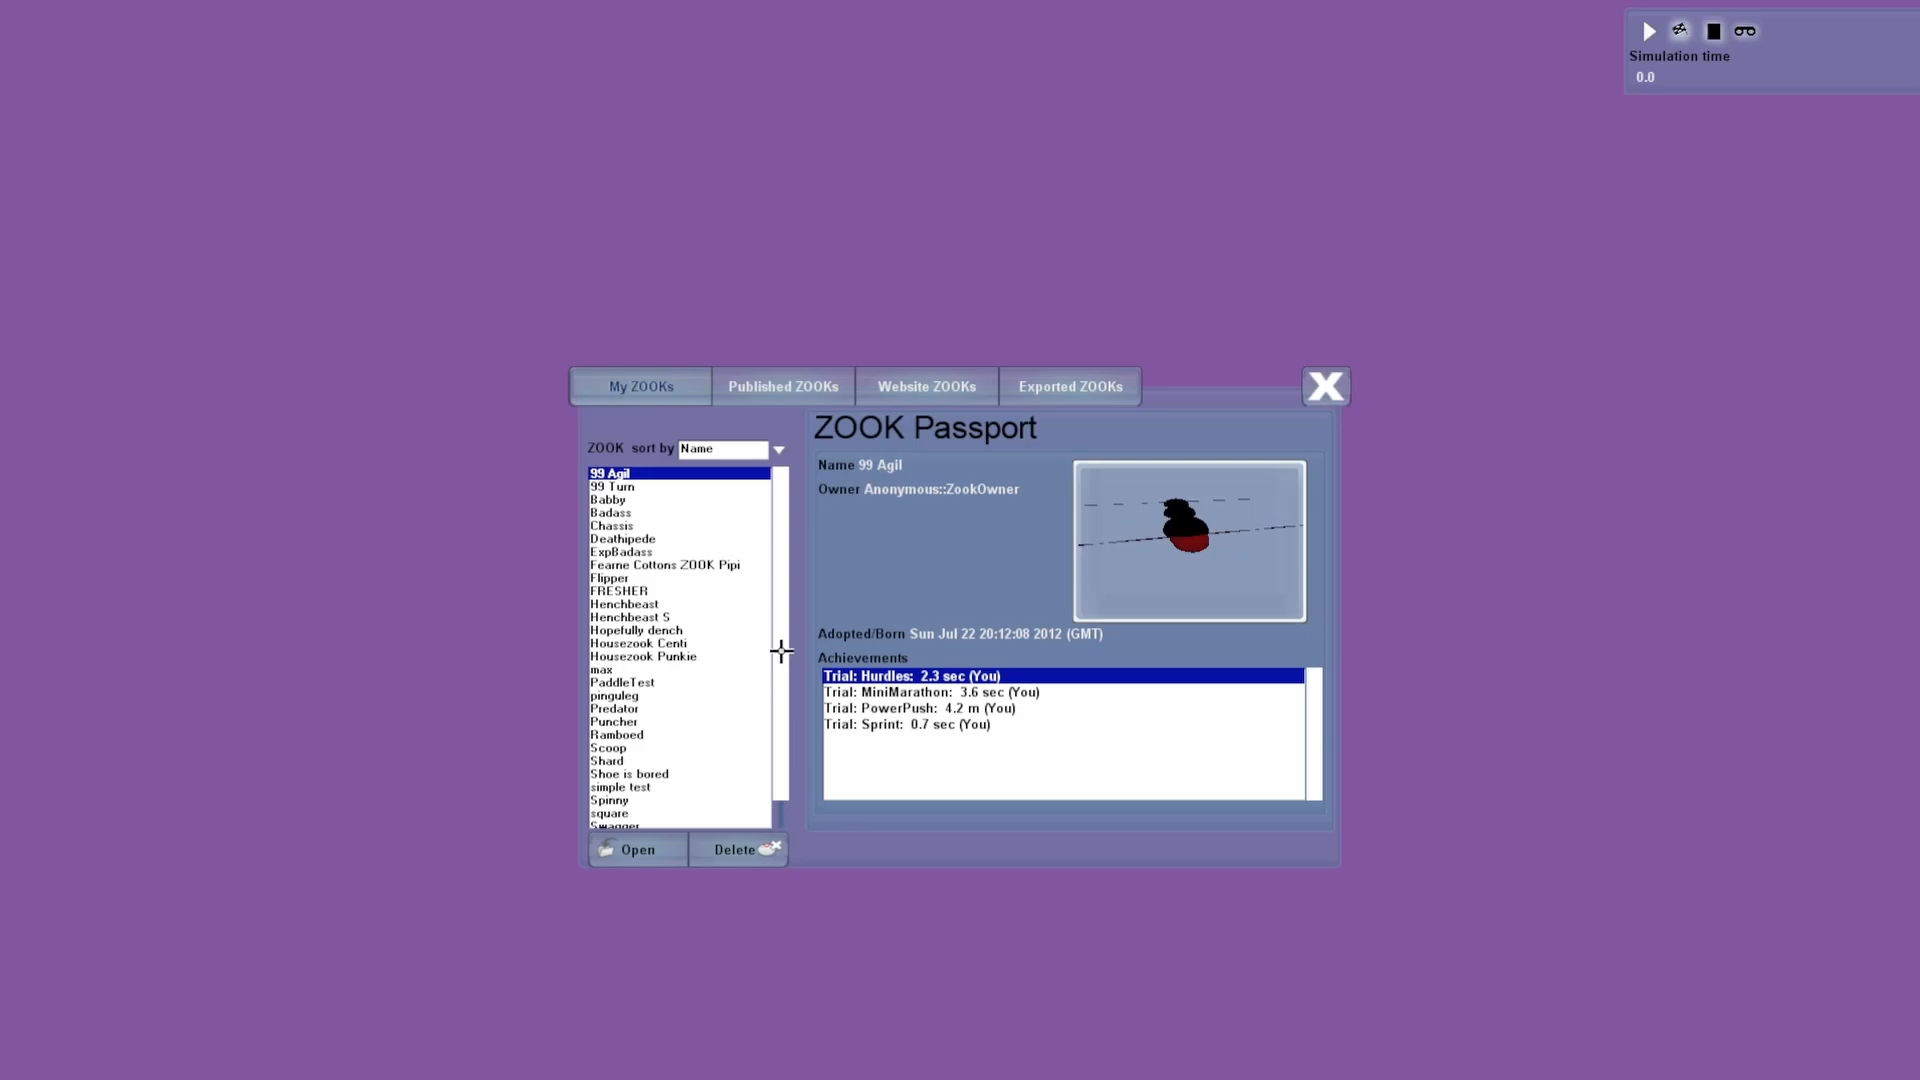 Simulation time
0.0
My ZOOKs
Published ZOOKs
Website ZOOKs
Exported ZOOKs
X
ZOOK sort by Name
99 Agil
99 Turn
Babby
Badass
Chassis
Deathipede
ExpBadass
Fearne Cottons ZOOK Pipi
Flipper
FRESHER
Henchbeast
Henchbeast S
Hopefully dench
Housezook Centi
Housezook Punkie
max
PaddleTest
pinguleg
Predator
Puncher
Ramboed
Scoop
Shard
Shoe is bored
simple test
Spinny
square
Swagger
Open
Delete
ZOOK Passport
Name 99 Agil
Owner Anonymous::ZookOwner
Adopted/Born Sun Jul 22 20:12:08 2012 (GMT)
Achievements
Trial: Hurdles: 2.3 sec (You)
Trial: MiniMarathon: 3.6 sec (You)
Trial: PowerPush: 4.2 m (You)
Trial: Sprint: 0.7 sec (You)